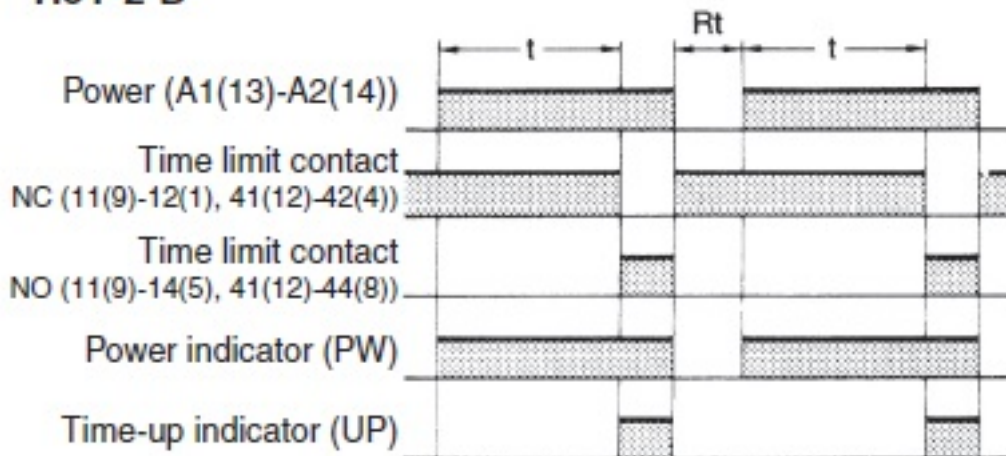 t
Rt
t
Power (A1(13)-A2(14))
Time limit contact
NC (11(9)-12(1), 41(12)-42(4))
Time limit contact
NO (11(9)-14(5), 41(12)-44(8))
Power indicator (PW)
Time-up indicator (UP)